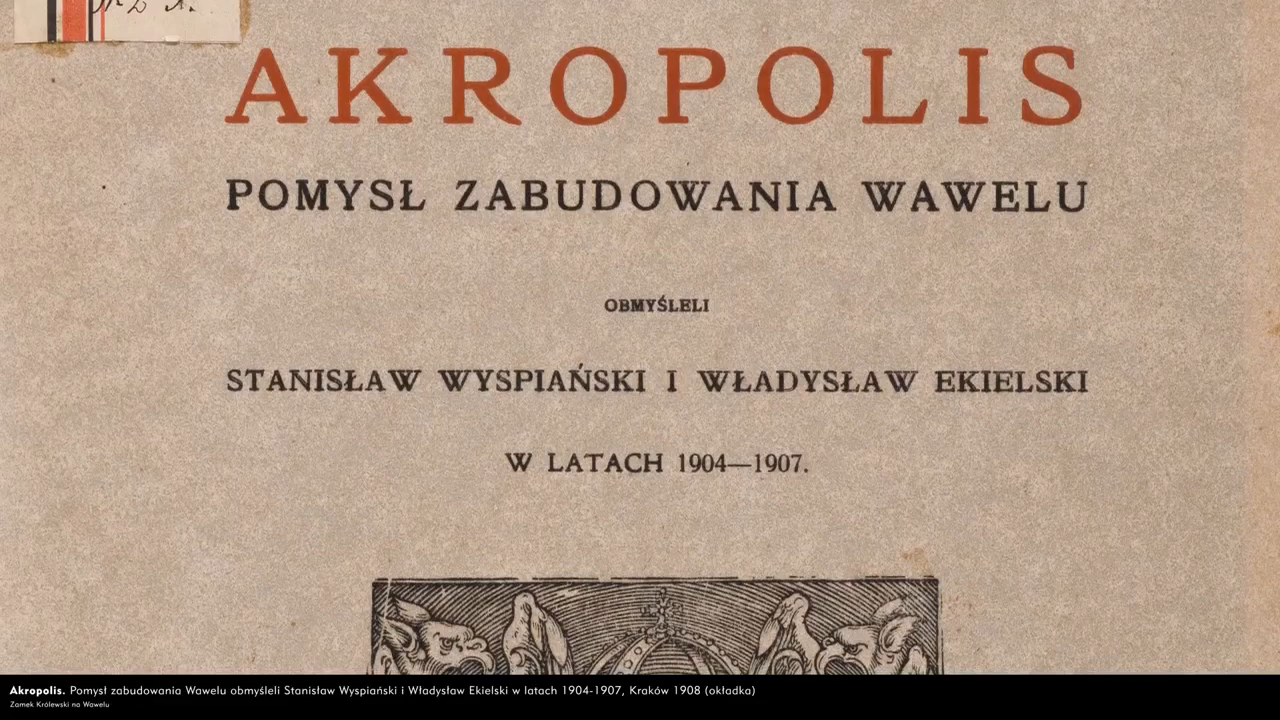 AKROPOLIS
POMYSŁ ZABUDOWANIA WAWELU
OBMYŚLELI
STANISŁAW WYSPIAŃSKI I WŁADYSŁAW EKIELSKI
W LATACH 1904—1907.
Akropolis. Pomysł zabudowania Wawelu obmyśleli Stanisław Wyspiański i Władysław Ekielski w latach 1904-1907, Kraków 1908 (okładka)
Zamek Królewski na Wawelu